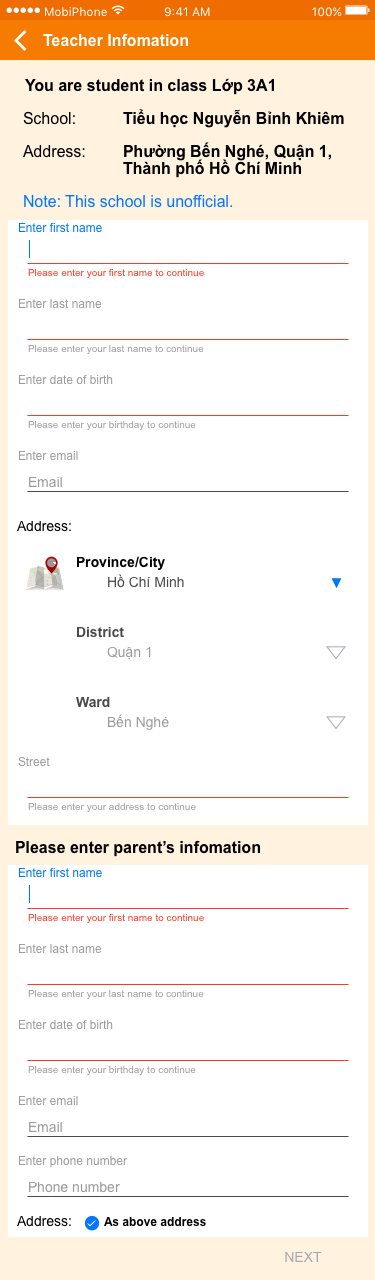 MobiPhone 9:41 AM 100%
Teacher Infomation
You are student in class Lớp 3A1
School: Tiểu học Nguyễn Bỉnh Khiêm
Address: Phường Bến Nghé, Quận 1,
Thành phố Hồ Chí Minh
Note: This school is unofficial.
Enter first name
Please enter your first name to continue
Enter last name
Please enter your last name to continue
Enter date of birth
Please enter your birthday to continue
Enter email
Email
Address:
Province/City
Hồ Chí Minh
District
Quận 1
Ward
Bến Nghé
Street
Please enter your address to continue
Please enter parent's infomation
Enter first name
Please enter your first name to continue
Enter last name
Please enter your last name to continue
Enter date of birth
Please enter your birthday to continue
Enter email
Email
Enter phone number
Phone number
Address: As above address
NEXT